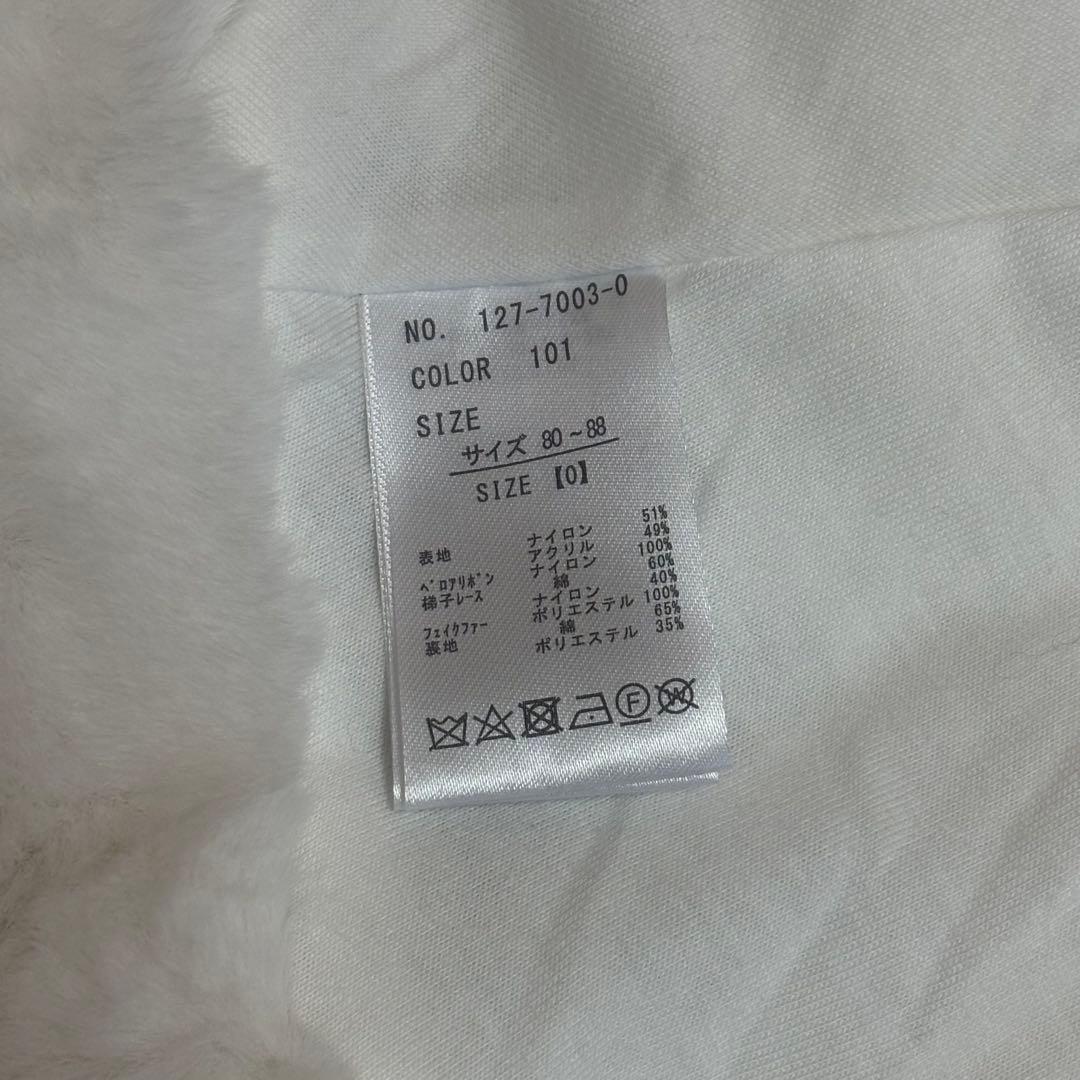 NO. 127-7003-0
COLOR 101
SIZE
サイズ 80～88
SIZE 【0】
表地 ナイロン 51%
アクリル 49%
ﾍﾞﾛｱﾘﾎﾞﾝ ナイロン 100%
梯子ﾚｰｽ 綿 60%
ナイロン 40%
ﾌｪｲｸﾌｧｰ ポリエステル 100%
裏地 綿 65%
ポリエステル 35%
F W